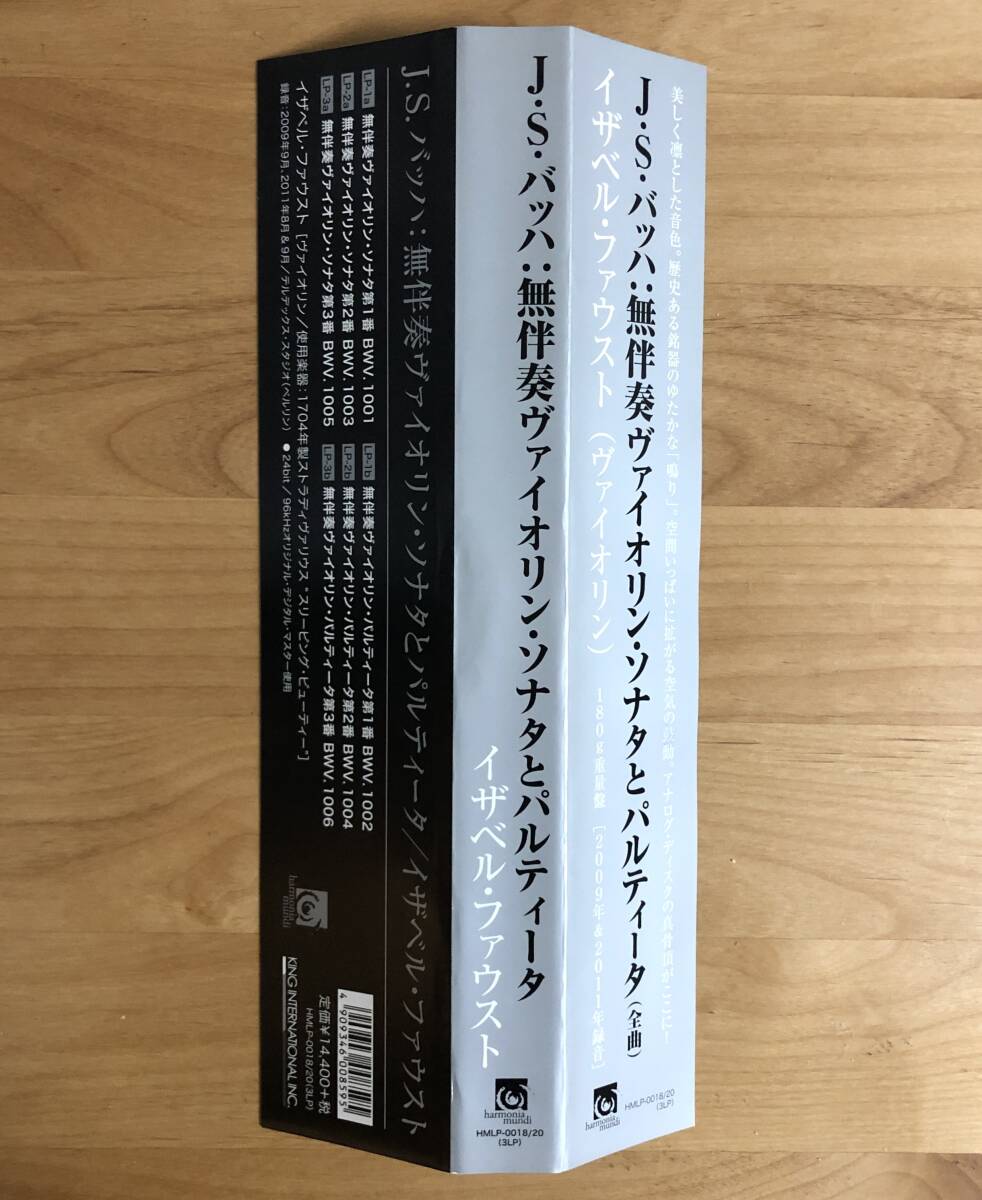 美しく凛とした音色。歴史ある銘器のゆたかな「鳴り」。空間いっぱいに拡がる空気の鼓動。アナログ・ディスクの真骨頂がここに!
J・S・バッハ:無伴奏ヴァイオリン・ソナタとパルティータ(全曲)
イザベル・ファウスト(ヴァイオリン)
180g重量盤 [2009年&2011年録音]
harmonia
mundi
HMLP-0018/20
(3LP)
J・S・バッハ:無伴奏ヴァイオリン・ソナタとパルティータ
イザベル・ファウスト
harmonia
mundi
HMLP-0018/20
(3LP)
J.S.バッハ:無伴奏ヴァイオリン・ソナタとパルティータ/イザベル・ファウスト
LP-1a 無伴奏ヴァイオリン・ソナタ第1番 BWV. 1001 LP-1b 無伴奏ヴァイオリン・パルティータ第1番 BWV. 1002
LP-2a 無伴奏ヴァイオリン・ソナタ第2番 BWV. 1003 LP-2b 無伴奏ヴァイオリン・パルティータ第2番 BWV. 1004
LP-3a 無伴奏ヴァイオリン・ソナタ第3番 BWV. 1005 LP-3b 無伴奏ヴァイオリン・パルティータ第3番 BWV. 1006
イザベル・ファウスト [ヴァイオリン/使用楽器:1704年製ストラディヴァリウス "スリーピング・ビューティー"]
録音:2009年9月、2011年8月&9月/テルデックス・スタジオ(ベルリン) ●24bit/96kHzオリジナル・デジタル・マスター使用
harmonia
mundi
KING INTERNATIONAL INC.
4909346008595
定価¥14,400+税
HMLP-0018/20(3LP)